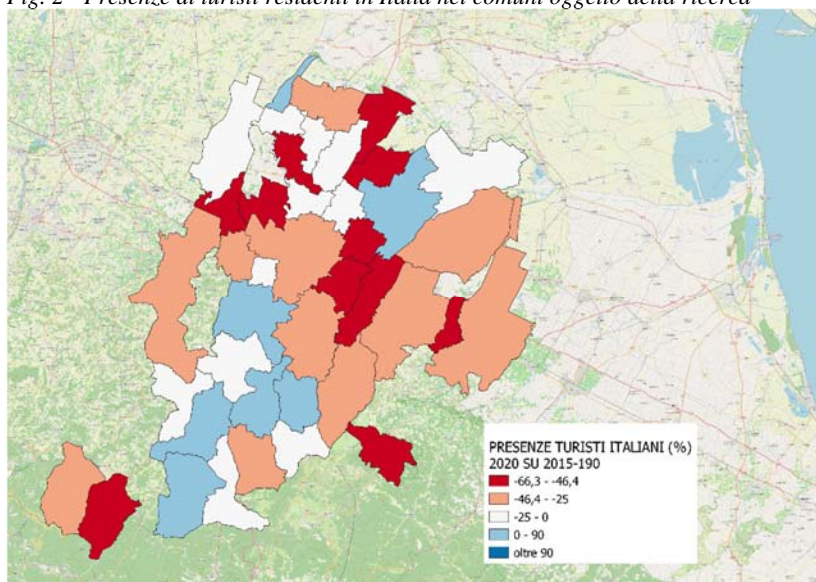 Fig. 2 - Presenze di turisti residenti in Italia nei comuni oggetto della ricerca
PRESENZE TURISTI ITALIANI (%)
2020 SU 2015-190
-66,3 - -46,4
-46,4 - -25
-25 - 0
0 - 90
oltre 90